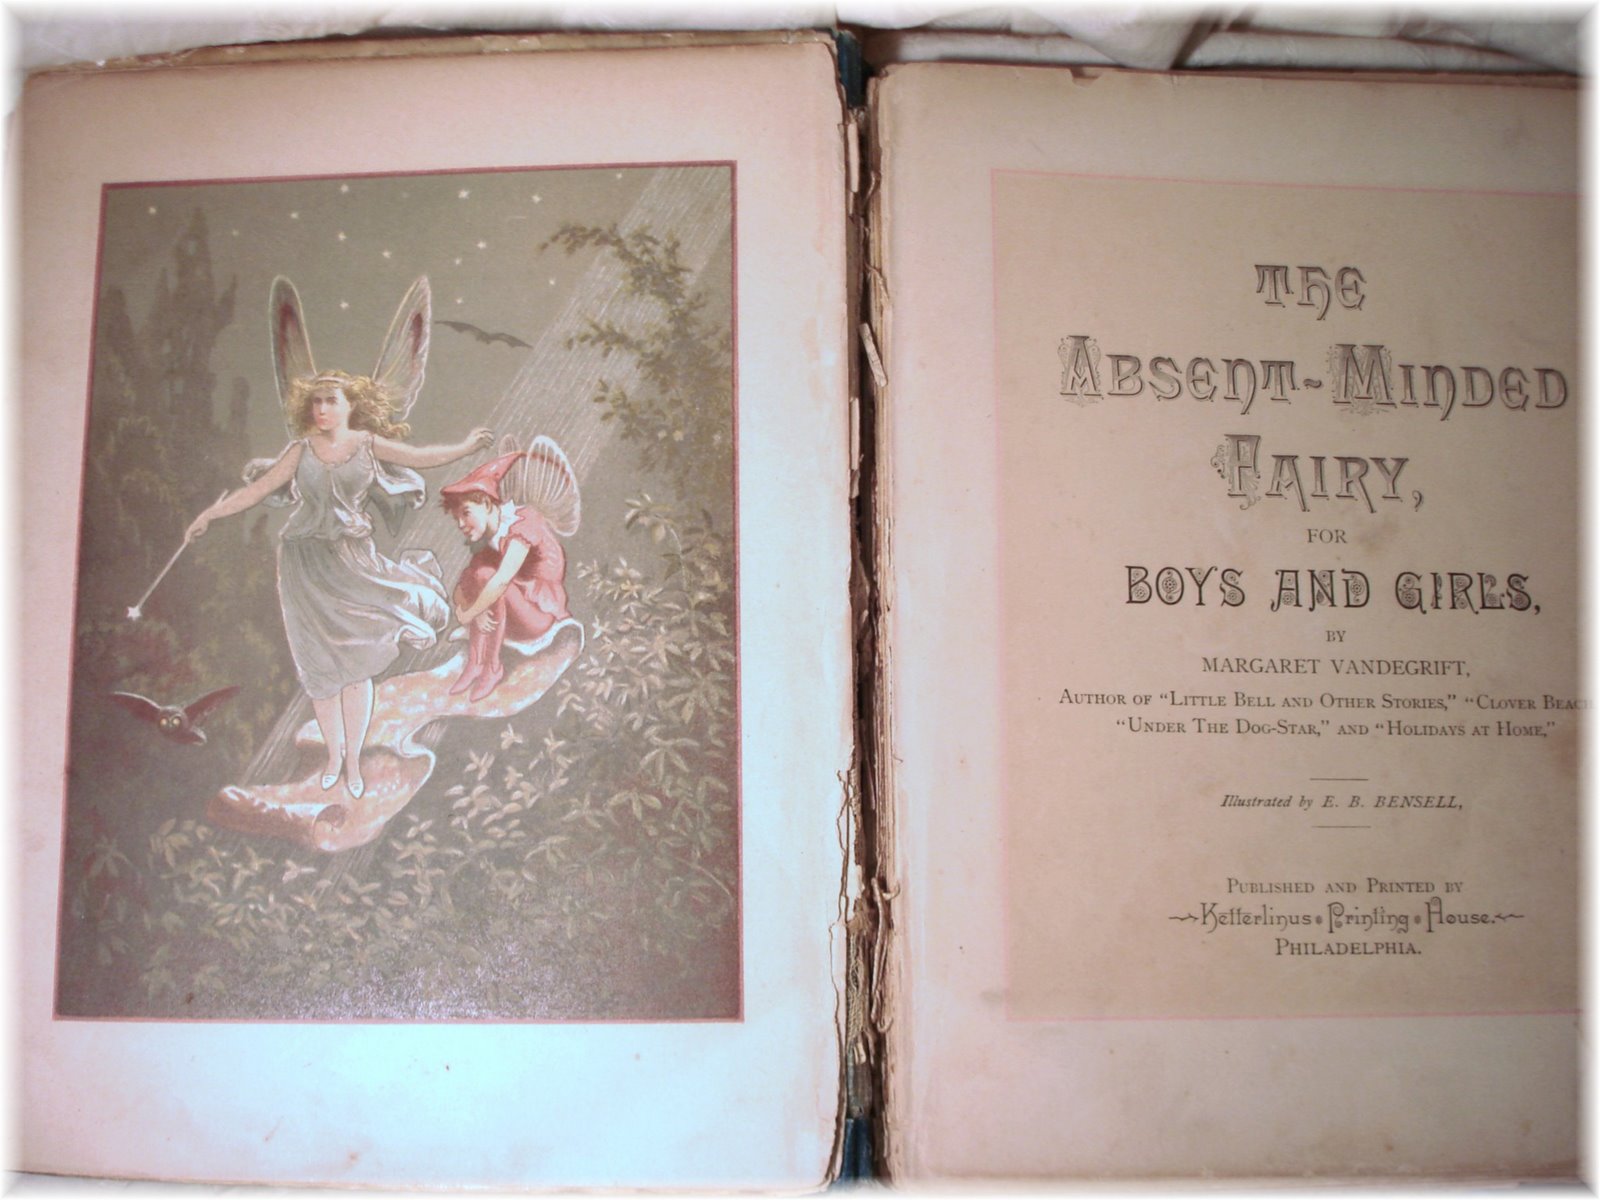 The
Absent-Minded
Fairy,
FOR
BOYS AND GIRLS,
BY
MARGARET VANDEGRIFT,
Author of "Little Bell and Other Stories," "Clover Beach
"Under The Dog-Star," and "Holidays at Home,"
Illustrated by E. B. BENSELL,
Published and Printed by
Ketterlinus Printing House.
Philadelphia.